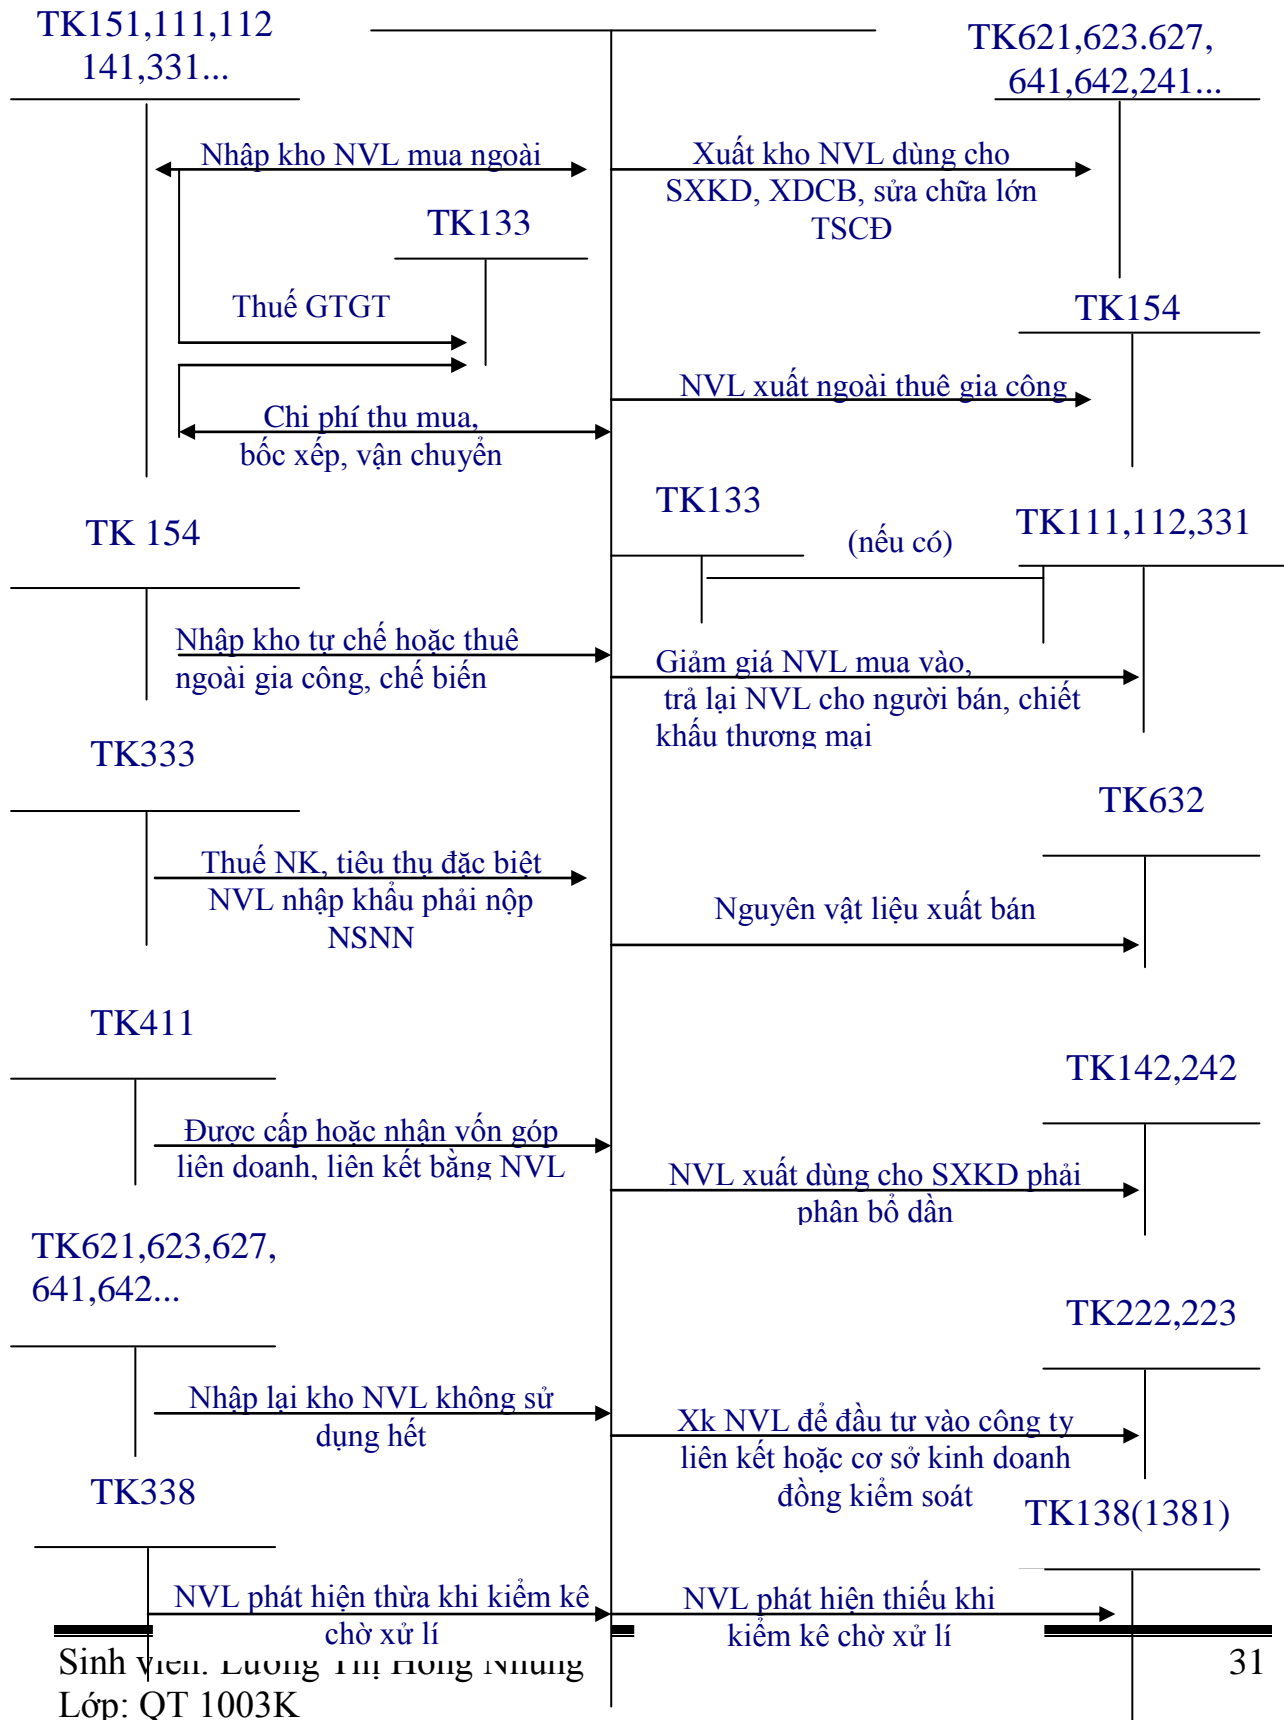 TK151,111,112
141,331...
TK621,623.627,
641,642,241...
Nhập kho NVL mua ngoài
Xuất kho NVL dùng cho
SXKD, XDCB, sửa chữa lớn
TSCĐ
TK133
Thuế GTGT
TK154
NVL xuất ngoài thuê gia công
Chi phí thu mua,
bốc xếp, vận chuyển
TK133
(nếu có)
TK111,112,331
TK 154
Nhập kho tự chế hoặc thuê
ngoài gia công, chế biến
Giảm giá NVL mua vào,
trả lại NVL cho người bán, chiết
khấu thương mại
TK333
TK632
Thuế NK, tiêu thụ đặc biệt
NVL nhập khẩu phải nộp
NSNN
Nguyên vật liệu xuất bán
TK411
TK142,242
Được cấp hoặc nhận vốn góp
liên doanh, liên kết bằng NVL
NVL xuất dùng cho SXKD phải
phân bổ dần
TK621,623,627,
641,642...
TK222,223
Nhập lại kho NVL không sử
dụng hết
Xk NVL để đầu tư vào công ty
liên kết hoặc cơ sở kinh doanh
đồng kiểm soát
TK338
TK138(1381)
NVL phát hiện thừa khi kiểm kê
chờ xử lí
NVL phát hiện thiếu khi
kiểm kê chờ xử lí
Sinh viên: Lương Thị Hồng Nhung
31
Lớp: QT 1003K